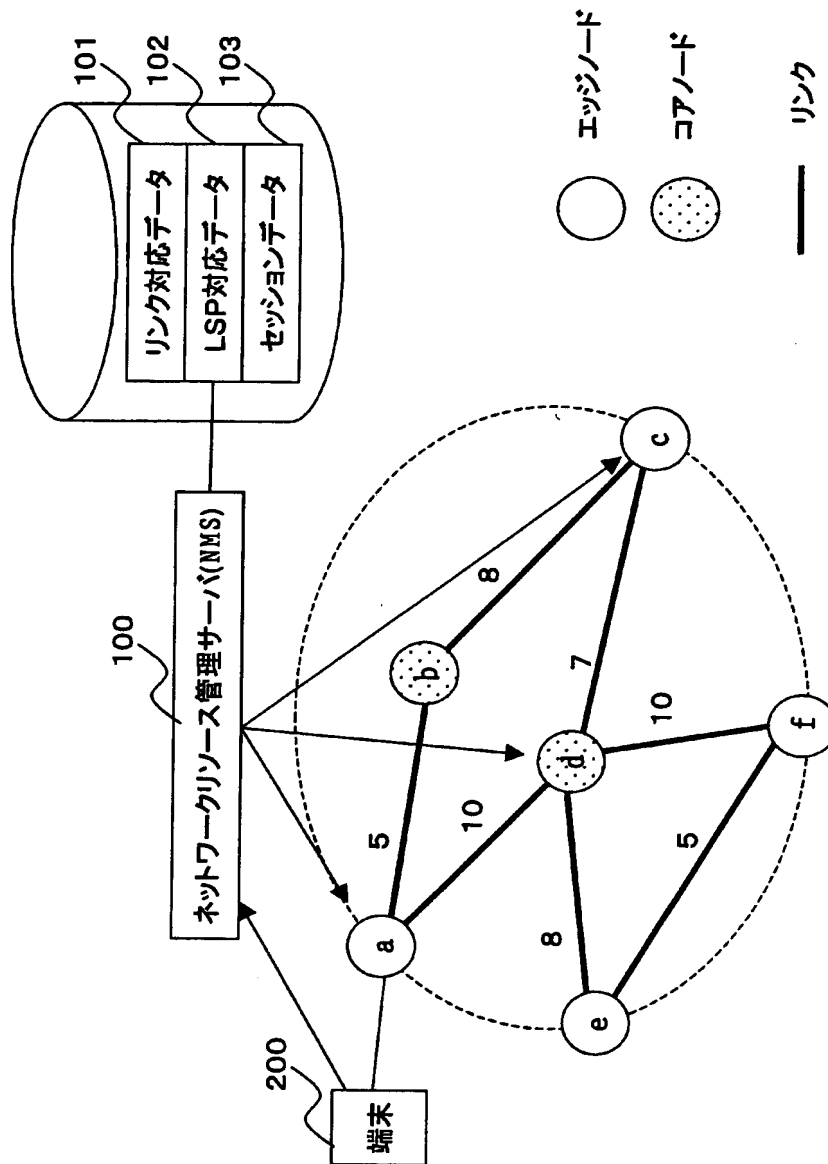 100
ネットワークリソース管理サーバ(NMS)
101
102
103
リンク対応データ
LSP対応データ
セッションデータ
200
端末
a
b
c
d
e
f
5
8
10
7
8
10
5
エッジノード
コアノード
リンク